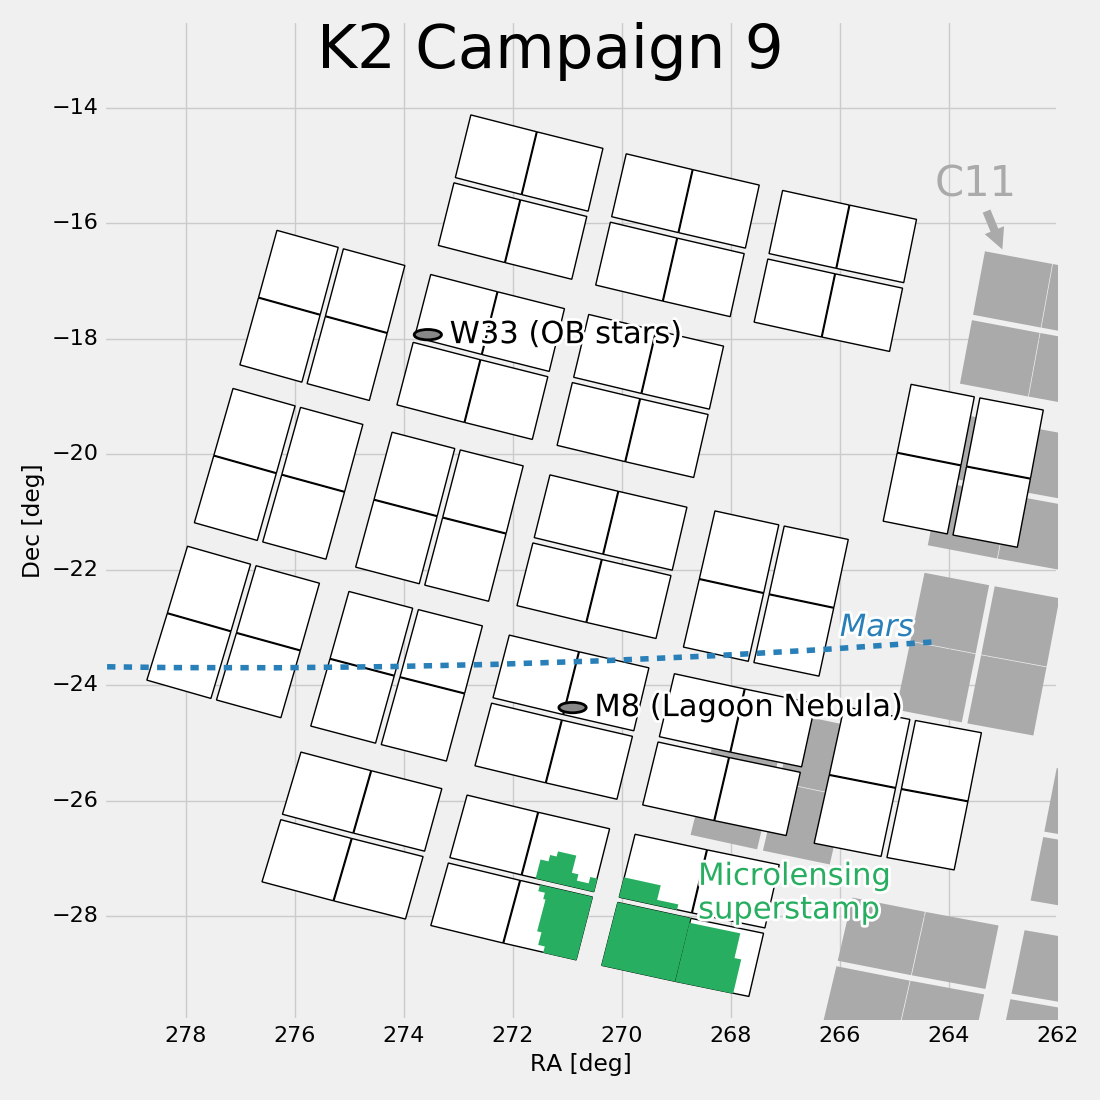 K2 Campaign 9
−14
C11
−16
W33 (OB stars)
−18
−20
Dec [deg]
−22
Mars
−24
M8 (Lagoon Nebula)
−26
Microlensing
superstamp
−28
278 276 274 272 270 268 266 264 262
RA [deg]